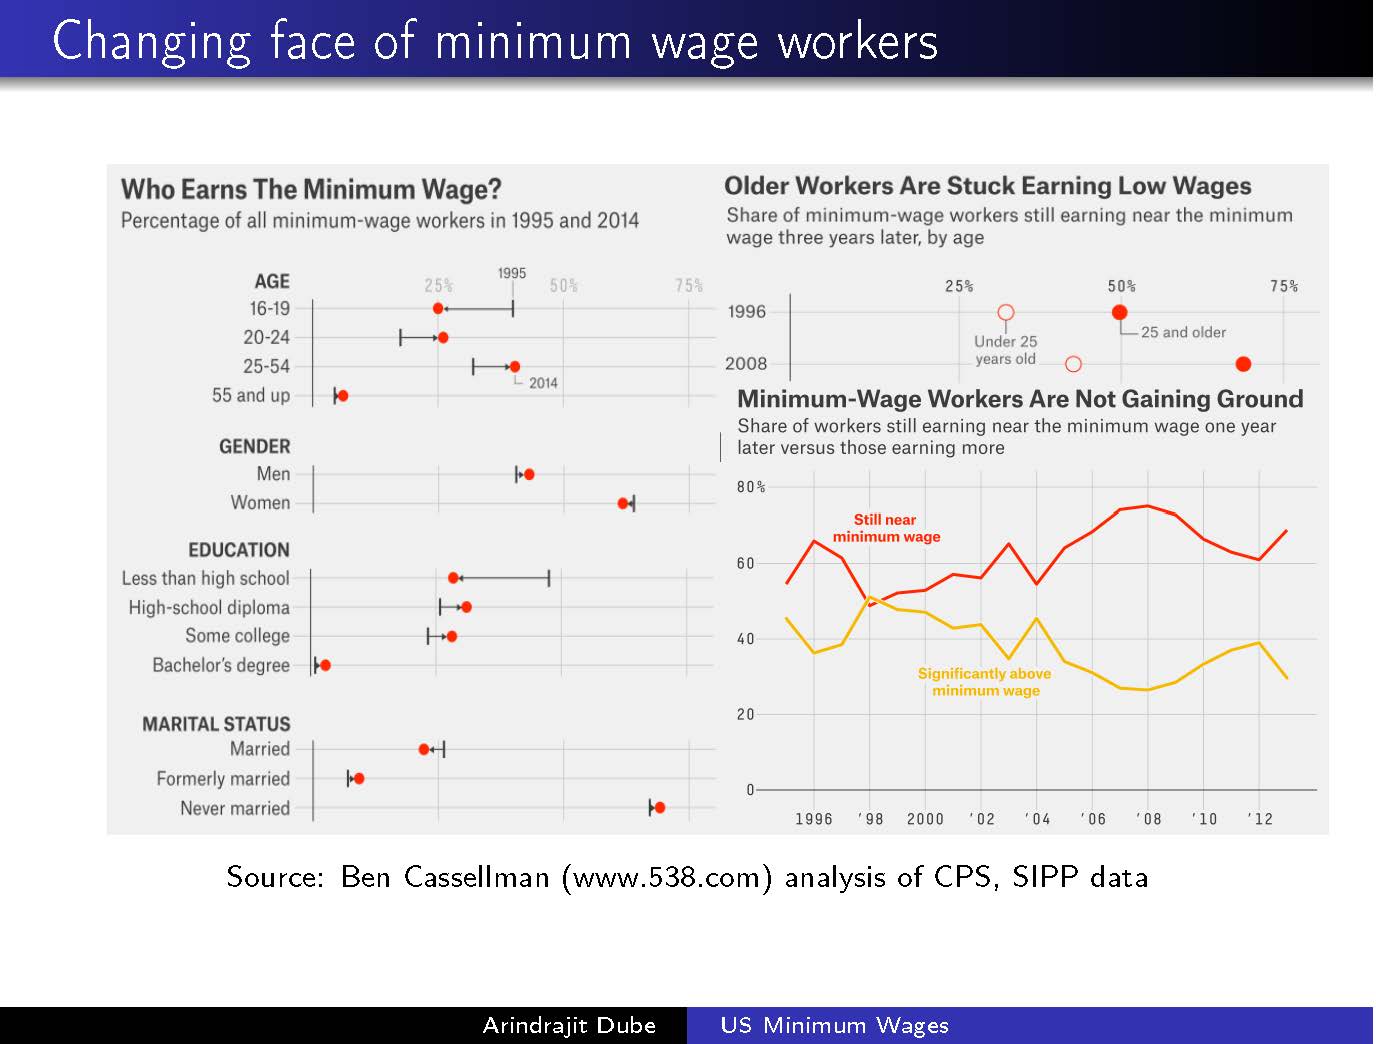 Changing face of minimum wage workers
Who Earns The Minimum Wage?
Percentage of all minimum-wage workers in 1995 and 2014
AGE
25%
1995
50%
75%
16-19
20-24
25-54
2014
55 and up
GENDER
Men
Women
EDUCATION
Less than high school
High-school diploma
Some college
Bachelor's degree
MARITAL STATUS
Married
Formerly married
Never married
Older Workers Are Stuck Earning Low Wages
Share of minimum-wage workers still earning near the minimum
wage three years later, by age
25%
50%
75%
1996
Under 25
years old
25 and older
2008
Minimum-Wage Workers Are Not Gaining Ground
Share of workers still earning near the minimum wage one year
later versus those earning more
80%
Still near
minimum wage
60
40
Significantly above
minimum wage
20
0
1996 '98 2000 '02 '04 '06 '08 '10 '12
Source: Ben Cassellman (www.538.com) analysis of CPS, SIPP data
Arindrajit Dube
US Minimum Wages